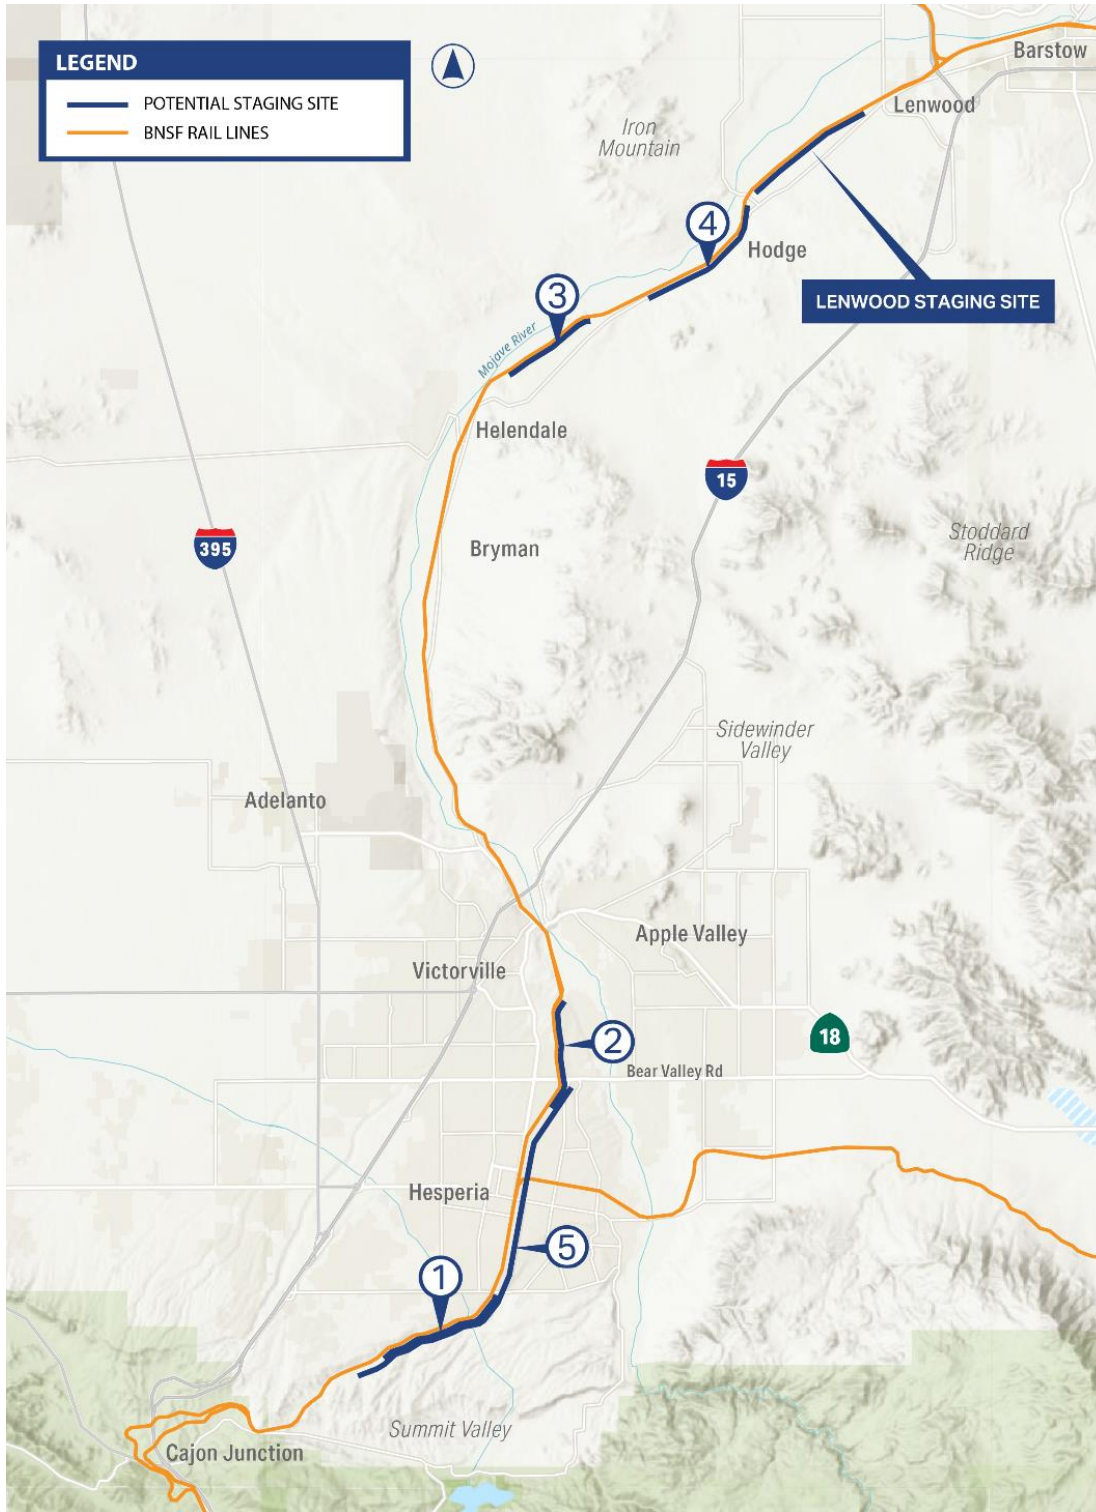 LEGEND
POTENTIAL STAGING SITE
BNSF RAIL LINES
Barstow
Lenwood
Iron
Mountain
4
Hodge
LENWOOD STAGING SITE
3
Mojave River
Helendale
15
395
Bryman
Stoddard
Ridge
Sidewinder
Valley
Adelanto
Apple Valley
Victorville
18
2
Bear Valley Rd
Hesperia
5
1
Summit Valley
Cajon Junction